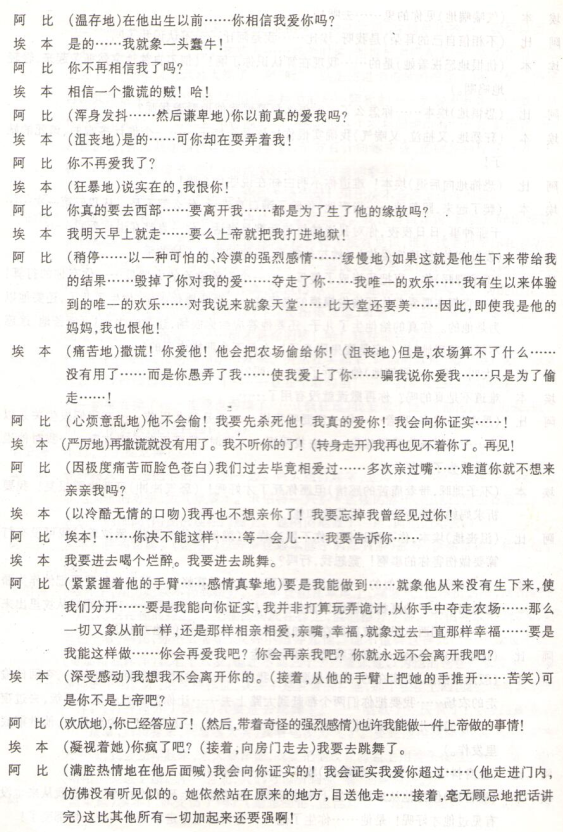 阿　比　(温存地)在他出生以前……你相信我爱你吗?
埃　本　是的……我就象一头蠢牛!
阿　比　你不再相信我了吗?
埃　本　相信一个撒谎的贼!哈!
阿　比　(浑身发抖……然后谦卑地)你以前真的爱我吗?
埃　本　(沮丧地)是的……可你却在耍弄着我!
阿　比　你不再爱我了?
埃　本　(狂暴地)说实在的,我恨你!
阿　比　你真的要去西部……要离开我……都是为了生了他的缘故吗?
埃　本　我明天早上就走……要么上帝就把我打进地狱!
阿　比　(稍停……以一种可怕的、冷漠的强烈感情……缓慢地)如果这就是他生下来带给我
的结果……毁掉了你对我的爱……夺走了你……我唯一的欢乐……我有生以来体验
到的唯一的欢乐……对我说来就象天堂……比天堂还要美……因此,即使我是他的
妈妈,我也恨他!
埃　本　(痛苦地)撒谎!你爱他!他会把农场偷给你!(沮丧地)但是,农场算不了什么……
没有用了……而是你愚弄了我……使我爱上了你……骗我说你爱我……只是为了偷
走……!
阿　比　(心烦意乱地)他不会偷!我要先杀死他!我真的爱你!我会向你证实……!
埃　本　(严厉地)再撒谎就没有用了。我不听你的了!(转身走开)我再也见不着你了。再见!
阿　比　(因极度痛苦而脸色苍白)我们过去毕竟相爱过……多次亲过嘴……难道你就不想来
亲亲我吗?
埃　本　(以冷酷无情的口吻)我再也不想亲你了!我要忘掉我曾经见过你!
阿　比　埃本!……你决不能这样……等一会儿……我要告诉你……
埃　本　我要进去喝个烂醉。我要进去跳舞。
阿　比　(紧紧握着他的手臂……感情真挚地)要是我能做到……就象他从来没有生下来,使
我们分开……要是我能向你证实,我并非打算玩弄诡计,从你手中夺走农场……那么
一切又象从前一样,还是那样相亲相爱,亲嘴,幸福,就象过去一直那样幸福……要是
我能这样做……你会再爱我吧?你会再亲我吧?你就永远不会离开我吧?
埃　本　(深受感动)我想我不会离开你的。(接着,从他的手臂上把她的手推开……苦笑)可
是你不是上帝吧?
阿　比　(欢欣地),你已经答应了!(然后,带着奇怪的强烈感情)也许我能做一件上帝做的事情!
埃　本　(凝视着她)你疯了吧?(接着,向房门走去)我要去跳舞了。
阿　比　(满腔热情地在他后面喊)我会向你证实的!我会证实我爱你超过……(他走进门内,
仿佛没有听见似的。她依然站在原来的地方,目送他走……接着,毫无顾忌地把话讲
完)这比其他所有一切加起来还要强啊!